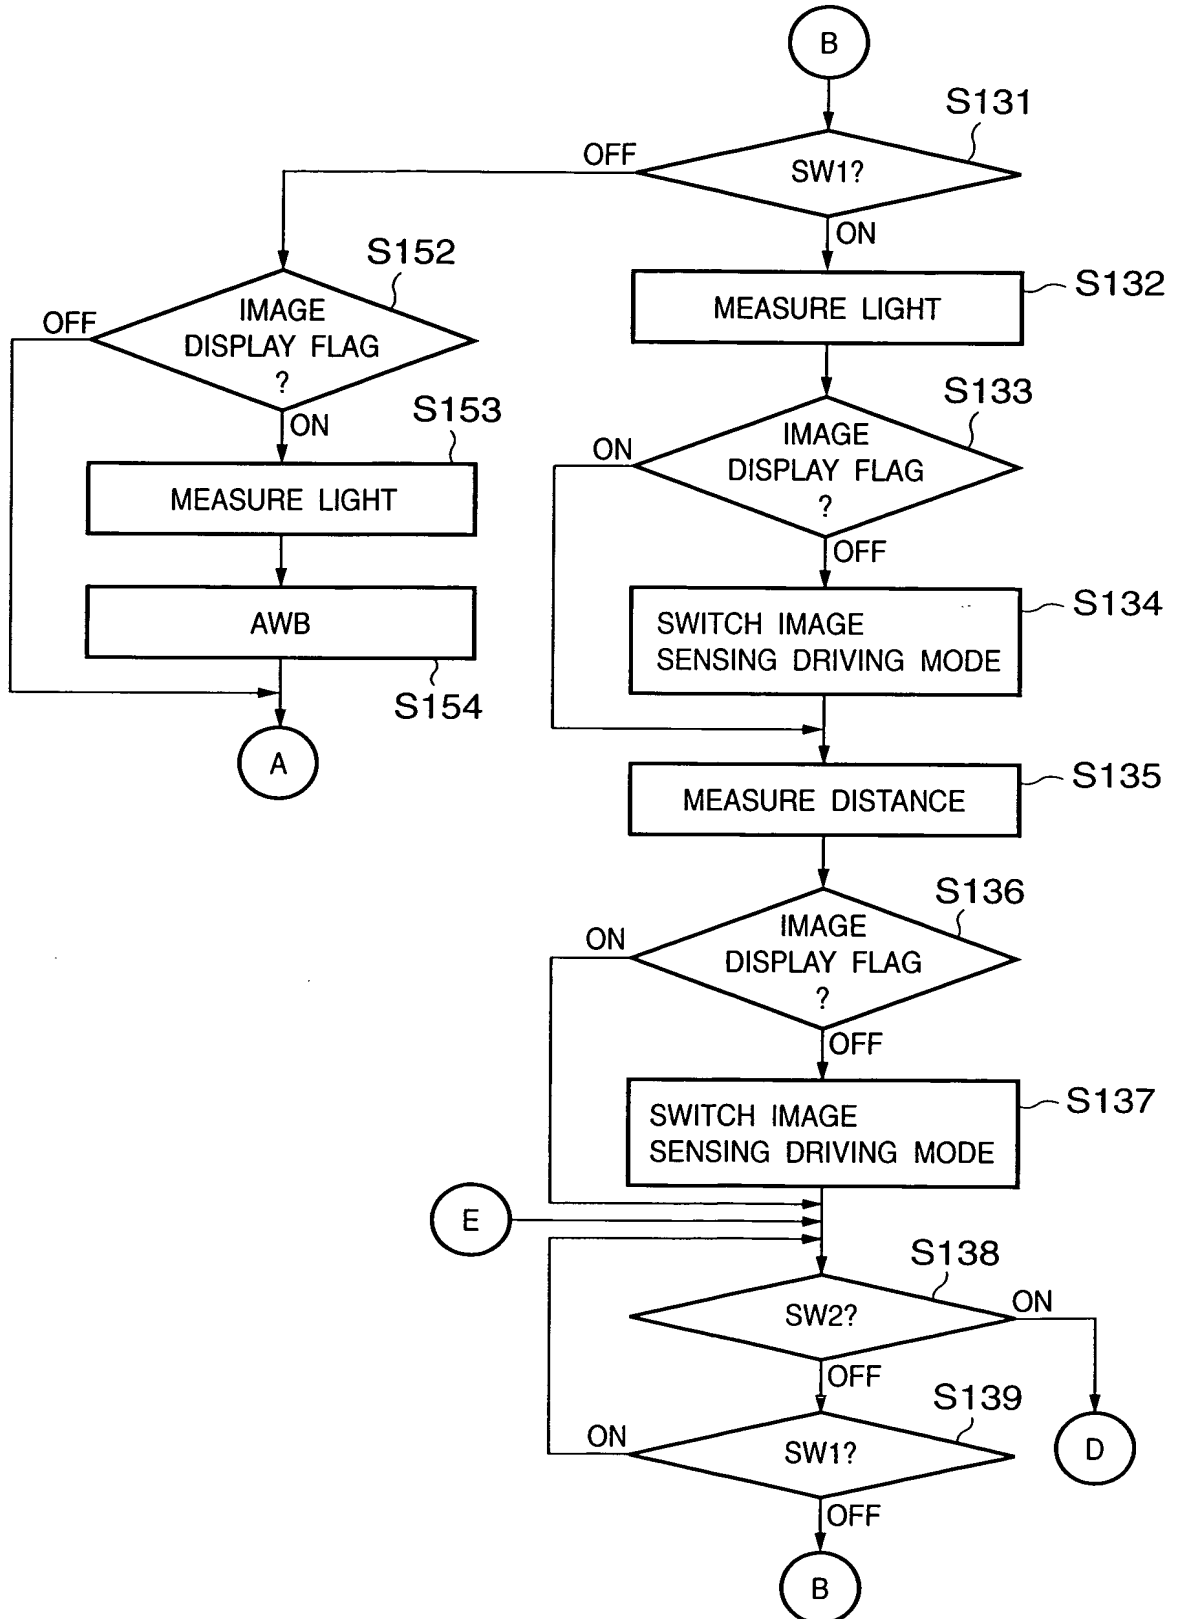 B
S131
SW1?
OFF
ON
S152
IMAGE
DISPLAY FLAG
?
OFF
ON
S153
MEASURE LIGHT
AWB
S154
A
S132
MEASURE LIGHT
S133
IMAGE
DISPLAY FLAG
?
ON
OFF
S134
SWITCH IMAGE
SENSING DRIVING MODE
S135
MEASURE DISTANCE
S136
IMAGE
DISPLAY FLAG
?
ON
OFF
S137
SWITCH IMAGE
SENSING DRIVING MODE
E
S138
SW2?
ON
OFF
D
S139
SW1?
ON
OFF
B